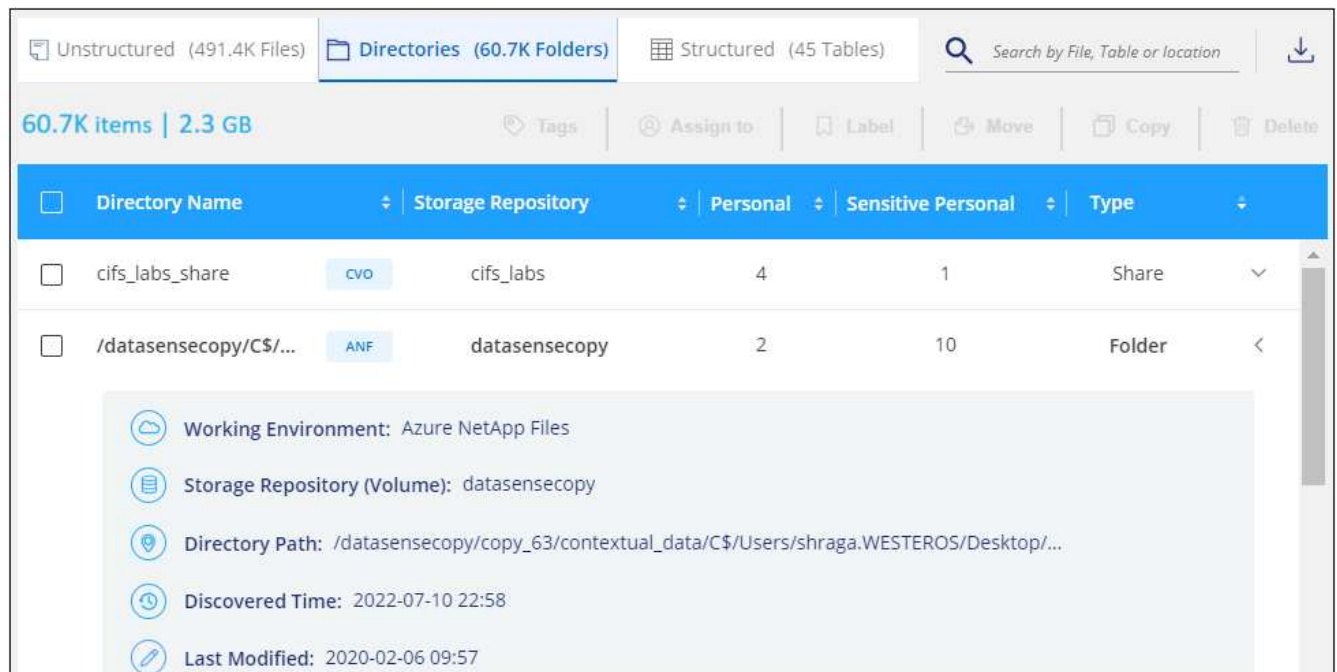 Unstructured (491.4K Files) Directories (60.7K Folders) Structured (45 Tables) Search by File, Table or location
60.7K items | 2.3 GB Tags Assign to Label Move Copy Delete
Directory Name Storage Repository Personal Sensitive Personal Type
cifs_labs_share CVO cifs_labs 4 1 Share
/datasensecopy/C$/... ANF datasensecopy 2 10 Folder
Working Environment: Azure NetApp Files
Storage Repository (Volume): datasensecopy
Directory Path: /datasensecopy/copy_63/contextual_data/C$/Users/shraga.WESTEROS/Desktop/...
Discovered Time: 2022-07-10 22:58
Last Modified: 2020-02-06 09:57